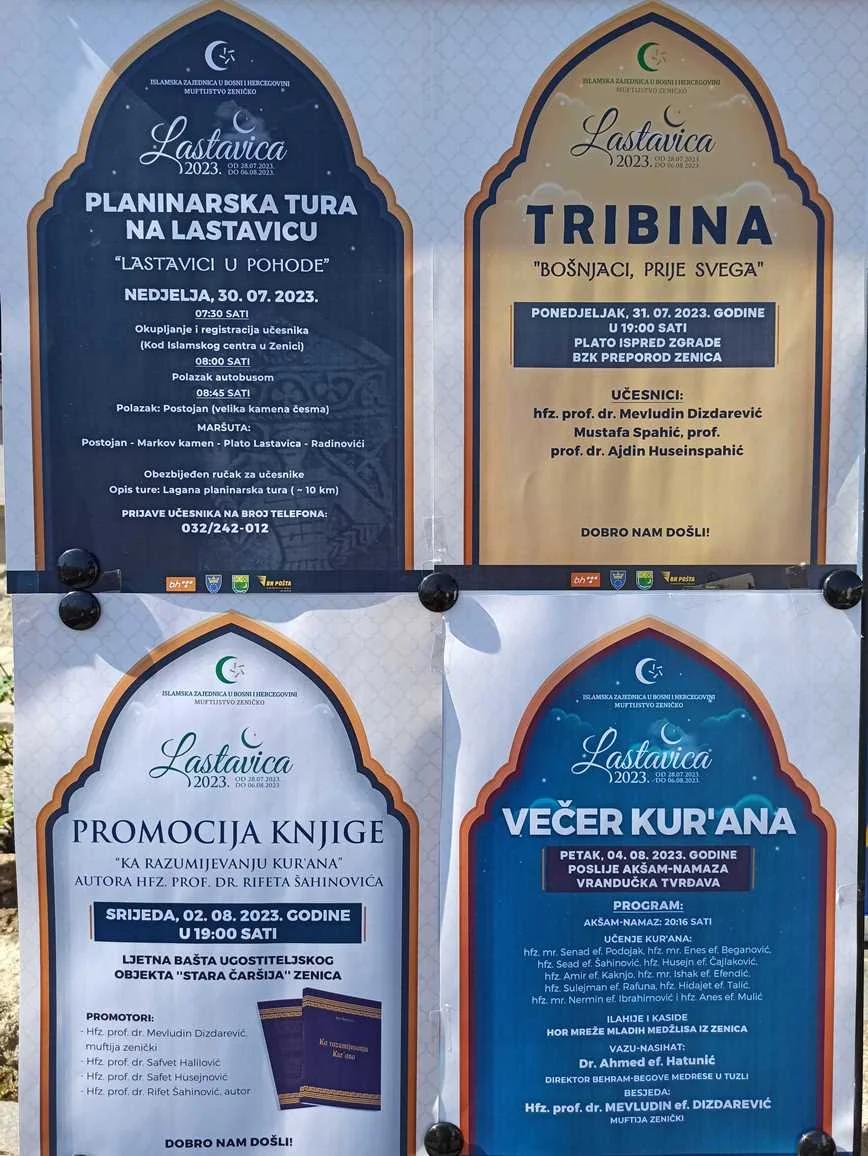 ISLAMSKA ZAJEDNICA U BOSNI I HERCEGOVINI
MUFTIJSTVO ZENIČKO
Lastavica
2023. OD 28.07.2023.
DO 06.08.2023.
PLANINARSKA TURA
NA LASTAVICU
“LASTAVICI U POHODE”
NEDJELJA, 30. 07. 2023.
07:30 SATI
Okupljanje i registracija učesnika
(Kod Islamskog centra u Zenici)
08:00 SATI
Polazak autobusom
08:45 SATI
Polazak: Postojan (velika kamena česma)
MARŠUTA:
Postojan - Markov kamen - Plato Lastavica - Radinovići
Obezbijeđen ručak za učesnike
Opis ture: Lagana planinarska tura ( ~ 10 km)
PRIJAVE UČESNIKA NA BROJ TELEFONA:
032/242-012
BH POŠTA
ISLAMSKA ZAJEDNICA U BOSNI I HERCEGOVINI
MUFTIJSTVO ZENIČKO
Lastavica
2023. OD 28.07.2023.
DO 06.08.2023.
TRIBINA
"BOŠNJACI, PRIJE SVEGA"
PONEDJELJAK, 31. 07. 2023. GODINE
U 19:00 SATI
PLATO ISPRED ZGRADE
BZK PREPOROD ZENICA
UČESNICI:
hfz. prof. dr. Mevludin Dizdarević
Mustafa Spahić, prof.
prof. dr. Ajdin Huseinspahić
DOBRO NAM DOŠLI!
BH POŠTA
ISLAMSKA ZAJEDNICA U BOSNI I HERCEGOVINI
MUFTIJSTVO ZENIČKO
Lastavica
2023. OD 28.07.2023.
DO 06.08.2023.
PROMOCIJA KNJIGE
“KA RAZUMIJEVANJU KUR'ANA”
AUTORA HFZ. PROF. DR. RIFETA ŠAHINOVIĆA
SRIJEDA, 02. 08. 2023. GODINE
U 19:00 SATI
LJETNA BAŠTA UGOSTITELJSKOG
OBJEKTA "STARA ČARŠIJA" ZENICA
PROMOTORI:
- Hfz. prof. dr. Mevludin Dizdarević,
muftija zenički
- Hfz. prof. dr. Safvet Halilović
- Hfz. prof. dr. Safet Husejnović
- Hfz. prof. dr. Rifet Šahinović, autor
Ka razumijevanju
Kur'ana
DOBRO NAM DOŠLI!
ISLAMSKA ZAJEDNICA U BOSNI I HERCEGOVINI
MUFTIJSTVO ZENIČKO
Lastavica
2023. OD 28.07.2023.
DO 06.08.2023.
VEČER KUR'ANA
PETAK, 04. 08. 2023. GODINE
POSLIJE AKŠAM-NAMAZA
VRANDUČKA TVRĐAVA
PROGRAM:
AKŠAM-NAMAZ: 20:16 SATI
UČENJE KUR'ANA:
hfz. mr. Senad ef. Podojak, hfz. mr. Enes ef. Beganović,
hfz. Sead ef. Šahinović, hfz. Husejn ef. Čajlaković,
hfz. Amir ef. Kaknjo, hfz. mr. Ishak ef. Efendić,
hfz. Sulejman ef. Rafuna, hfz. Hidajet ef. Talić,
hfz. mr. Nermin ef. Ibrahimović i hfz. Anes ef. Mulić
ILAHIJE I KASIDE
HOR MREŽE MLADIH MEDŽLISA IZ ZENICA
VAZU-NASIHAT:
Dr. Ahmed ef. Hatunić
DIREKTOR BEHRAM-BEGOVE MEDRESE U TUZLI
BESJEDA:
Hfz. prof. dr. MEVLUDIN ef. DIZDAREVIĆ
MUFTIJA ZENIČKI